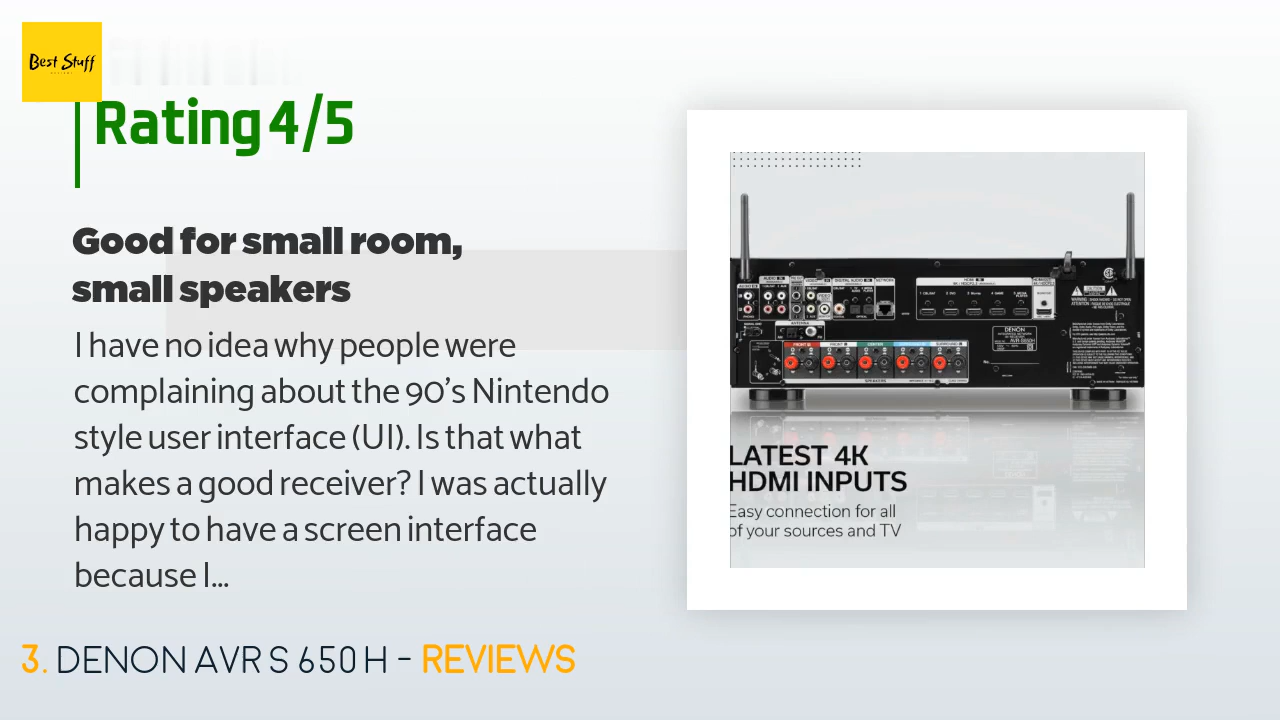 Best Stuff
Rating 4/5
Good for small room,
small speakers
I have no idea why people were
complaining about the 90's Nintendo
style user interface (UI). Is that what
makes a good receiver? I was actually
happy to have a screen interface
because I...
DENON
LATEST 4K
HDMI INPUTS
Easy connection for all
of your sources and TV
3. DENON AVR S 650 H - REVIEWS